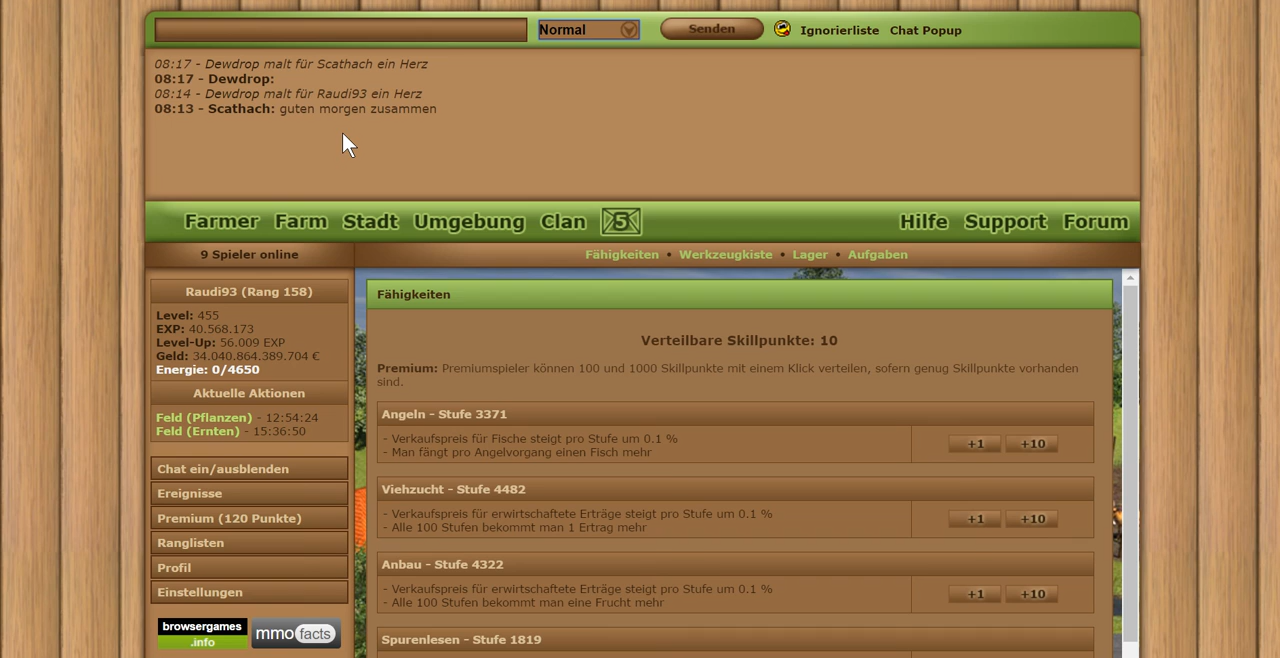 Normal
Senden
Ignorierliste
Chat Popup
08:17 - Dewdrop malt für Scathach ein Herz
08:17 - Dewdrop:
08:14 - Dewdrop malt für Raudi93 ein Herz
08:13 - Scathach: guten morgen zusammen
Farmer Farm Stadt Umgebung Clan 5 Hilfe Support Forum
9 Spieler online
Fähigkeiten • Werkzeugkiste • Lager • Aufgaben
Raudi93 (Rang 158)
Level: 455
EXP: 40.568.173
Level-Up: 56.009 EXP
Geld: 34.040.864.389.704 €
Energie: 0/4650
Aktuelle Aktionen
Feld (Pflanzen) - 12:54:24
Feld (Ernten) - 15:36:50
Chat ein/ausblenden
Ereignisse
Premium (120 Punkte)
Ranglisten
Profil
Einstellungen
browsergames
.info
mmofacts
Fähigkeiten
Verteilbare Skillpunkte: 10
Premium: Premiumspieler können 100 und 1000 Skillpunkte mit einem Klick verteilen, sofern genug Skillpunkte vorhanden
sind.
Angeln - Stufe 3371
- Verkaufspreis für Fische steigt pro Stufe um 0.1 %
- Man fängt pro Angelvorgang einen Fisch mehr
+1 +10
Viehzucht - Stufe 4482
- Verkaufspreis für erwirtschaftete Erträge steigt pro Stufe um 0.1 %
- Alle 100 Stufen bekommt man 1 Ertrag mehr
+1 +10
Anbau - Stufe 4322
- Verkaufspreis für erwirtschaftete Erträge steigt pro Stufe um 0.1 %
- Alle 100 Stufen bekommt man eine Frucht mehr
+1 +10
Spurenlesen - Stufe 1819